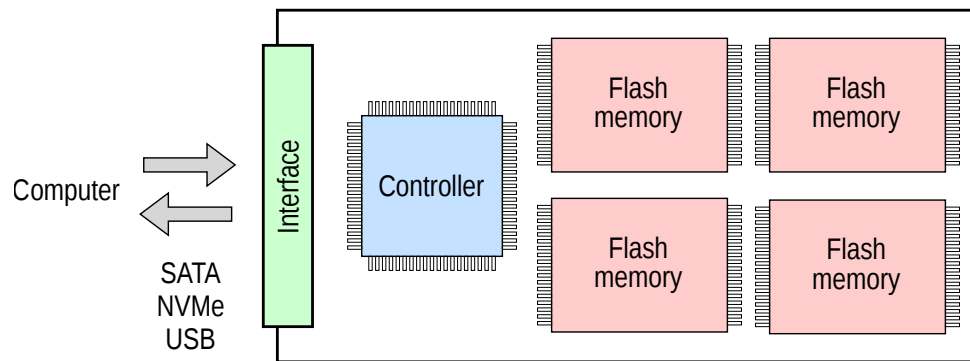 Computer
SATA
NVMe
USB
Interface
Controller
Flash
memory
Flash
memory
Flash
memory
Flash
memory